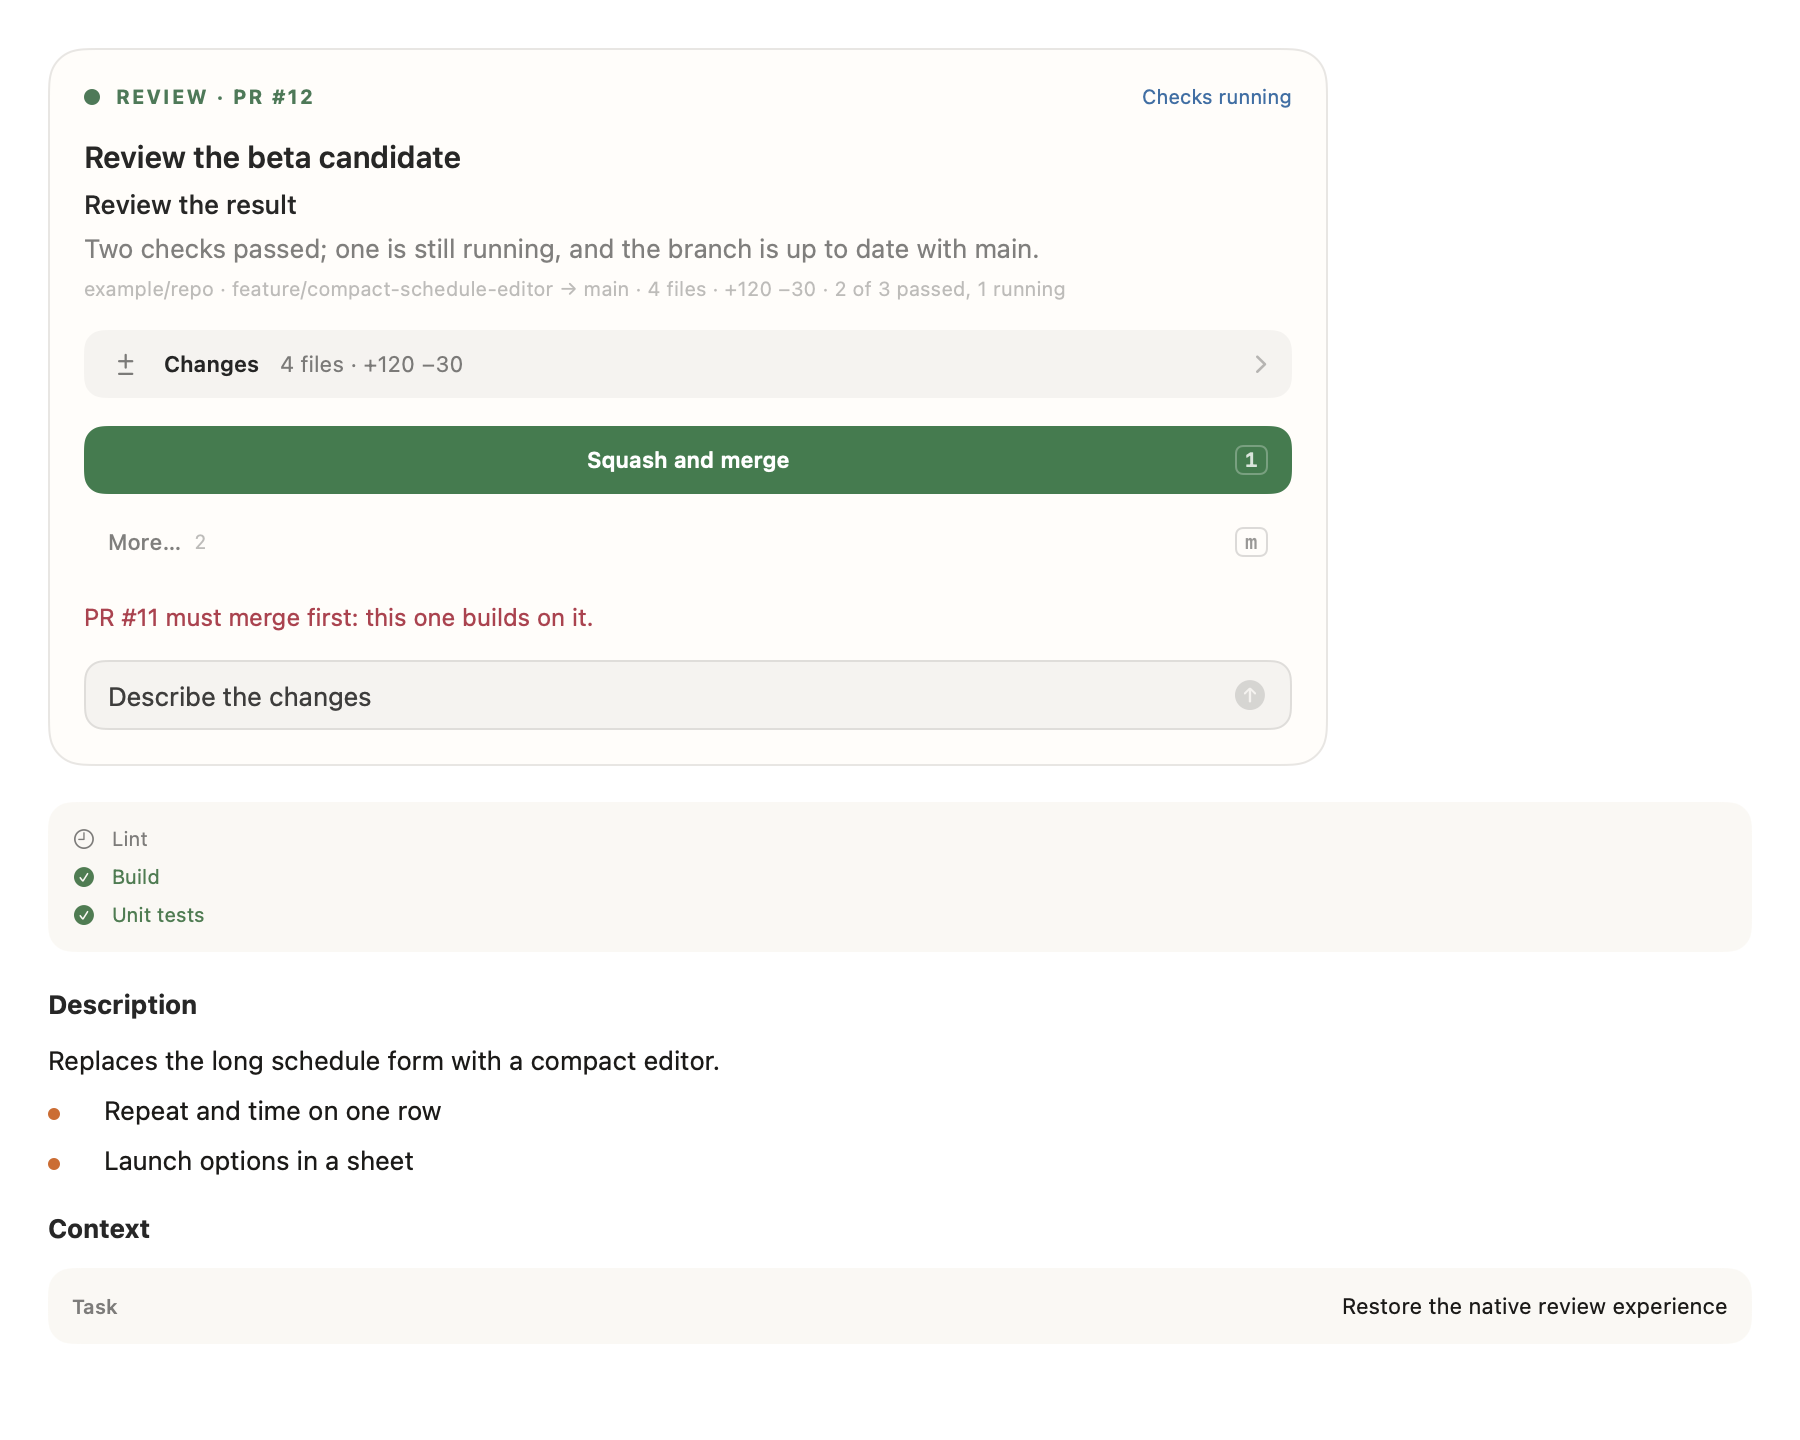 REVIEW · PR #12
Checks running
Review the beta candidate
Review the result
Two checks passed; one is still running, and the branch is up to date with main.
example/repo · feature/compact-schedule-editor → main · 4 files · +120 −30 · 2 of 3 passed, 1 running
± Changes 4 files · +120 −30
Squash and merge 1
More... 2 m
PR #11 must merge first: this one builds on it.
Describe the changes
Lint
Build
Unit tests
Description
Replaces the long schedule form with a compact editor.
Repeat and time on one row
Launch options in a sheet
Context
Task Restore the native review experience